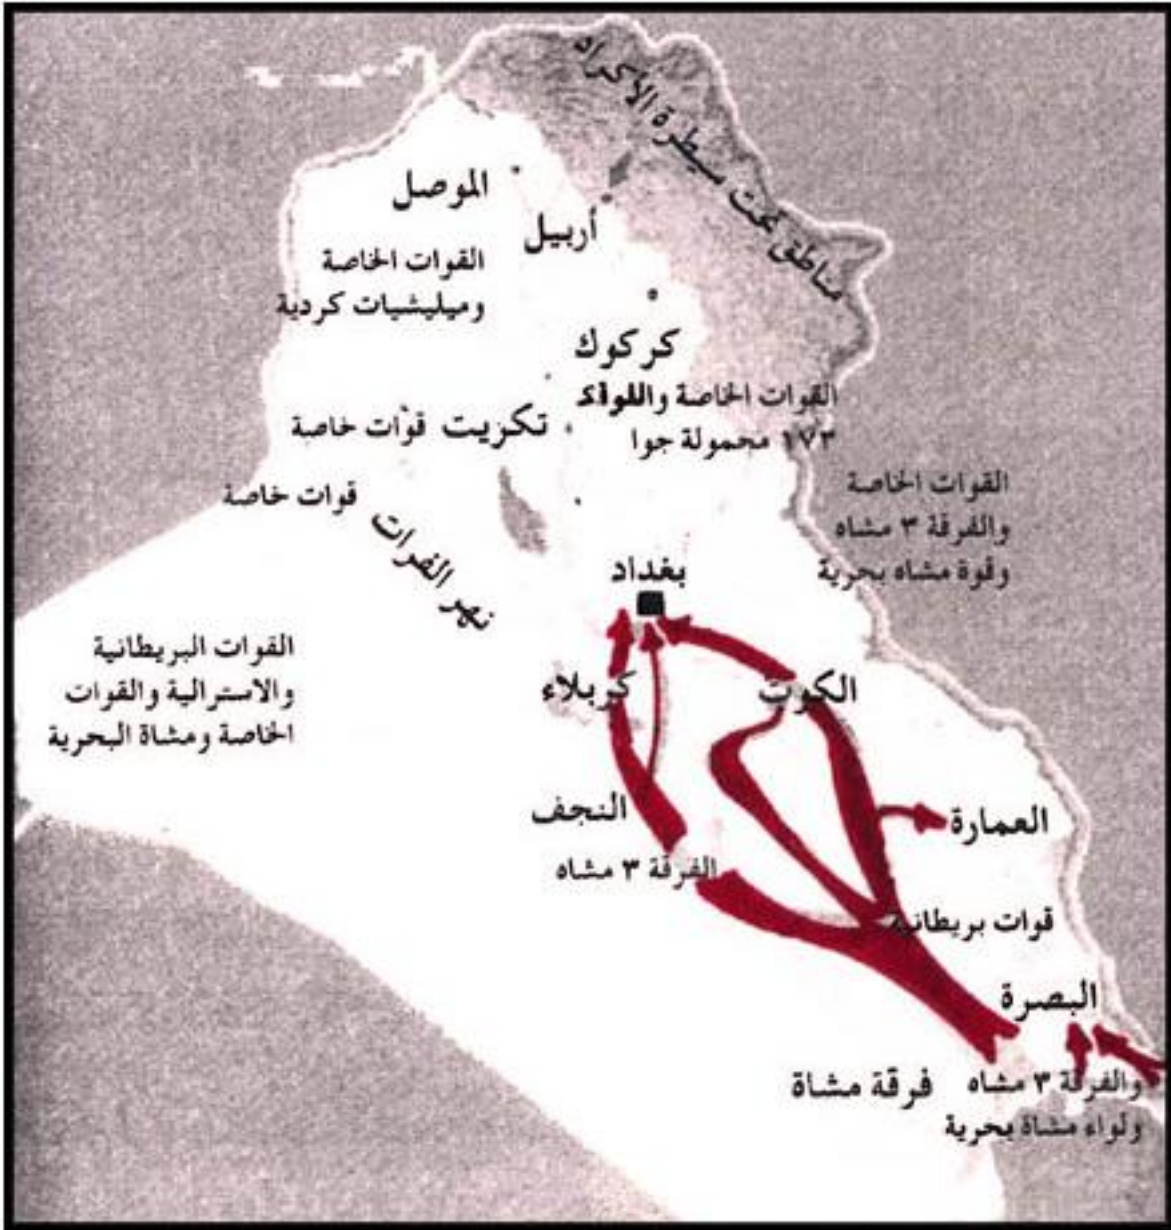 مناطق تحت سيطرة الأكراد
الموصل
أربيل
القوات الخاصة
وميليشيات كردية
كركوك
القوات الخاصة واللواء
١٧٣ محمولة جوا
تكريت
قوات خاصة
قوات خاصة
نهر الفرات
القوات الخاصة
والفرقة ٣ مشاه
وقوة مشاه بحرية
بغداد
القوات البريطانية
والاسترالية والقوات
الخاصة ومشاة البحرية
كربلاء
الكوت
النجف
العمارة
الفرقة ٣ مشاه
قوات بريطانية
البصرة
والفرقة ٣ مشاه
فرقة مشاة
ولواء مشاة بحرية